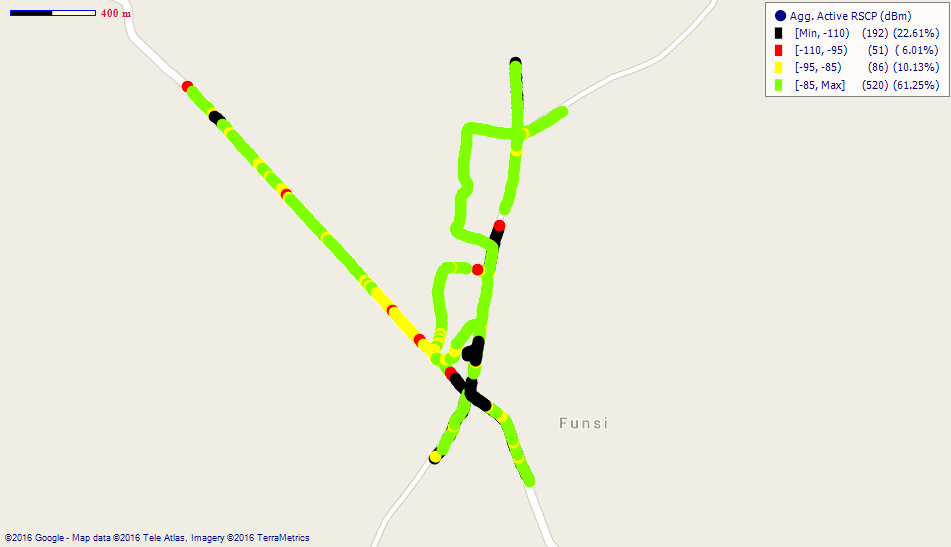 400 m
Agg. Active RSCP (dBm)
[Min, -110) (192) (22.61%)
[-110, -95) (51) ( 6.01%)
[-95, -85) (86) (10.13%)
[-85, Max] (520) (61.25%)
Funsi
©2016 Google - Map data ©2016 Tele Atlas, Imagery ©2016 TerraMetrics